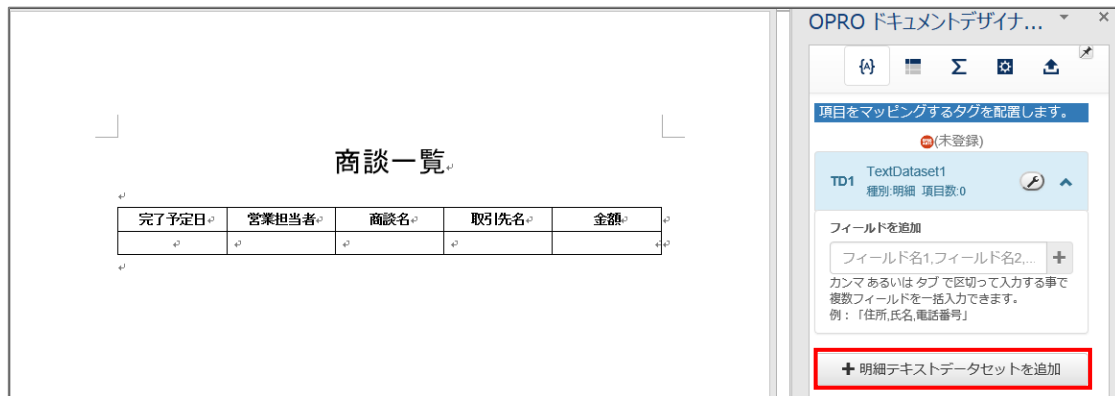 商談一覧
完了予定日 営業担当者 商談名 取引先名 金額
OPRO ドキュメントデザイナ...
{A}
Σ
項目をマッピングするタグを配置します。
(未登録)
TD1 TextDataset1
種別:明細 項目数:0
フィールドを追加
フィールド名1,フィールド名2,...
カンマ あるいは タブ で区切って入力する事で
複数フィールドを一括入力できます。
例：「住所,氏名,電話番号」
明細テキストデータセットを追加